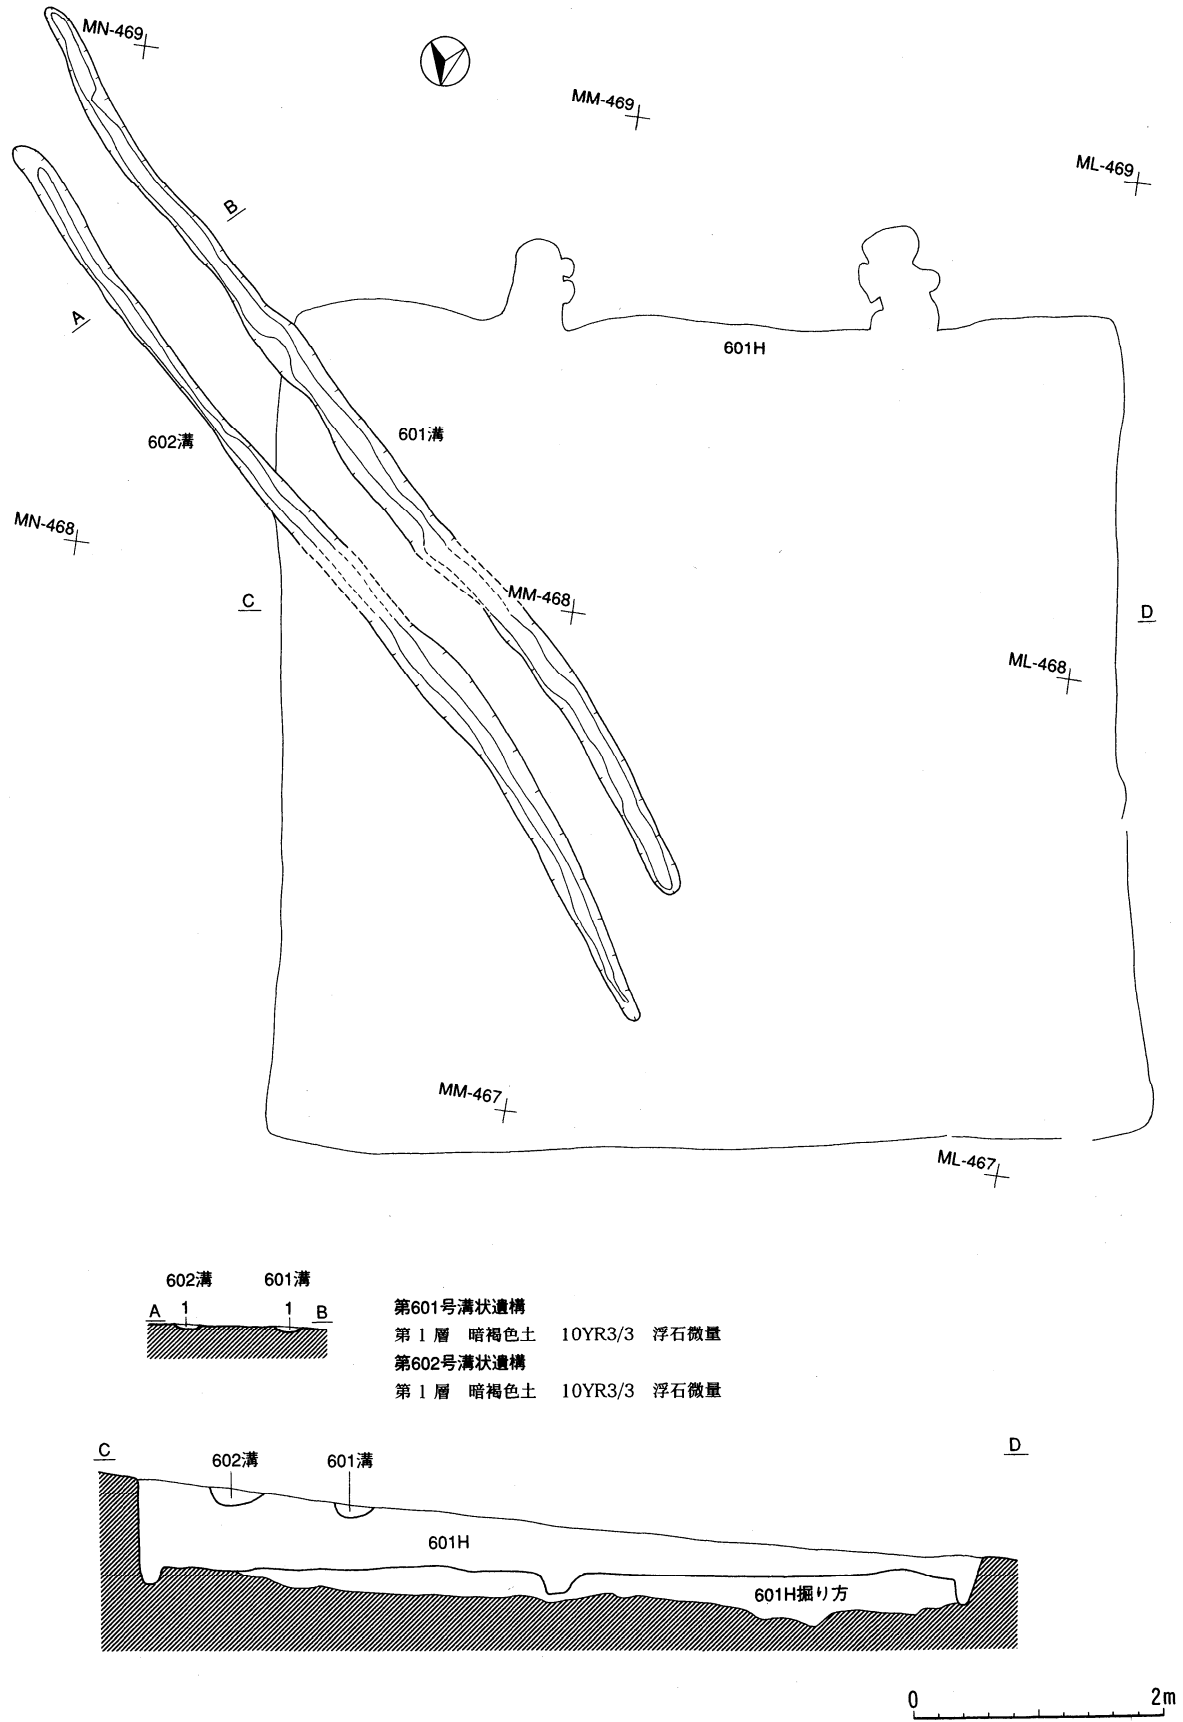 MN-469
MM-469
ML-469
B
A
601H
602溝
601溝
MN-468
C
MM-468
D
ML-468
MM-467
ML-467
602溝 601溝
A 1 1 B
第601号溝状遺構
第1層 暗褐色土 10YR3/3 浮石微量
第602号溝状遺構
第1層 暗褐色土 10YR3/3 浮石微量
C D
602溝 601溝
601H
601H掘り方
0 2m